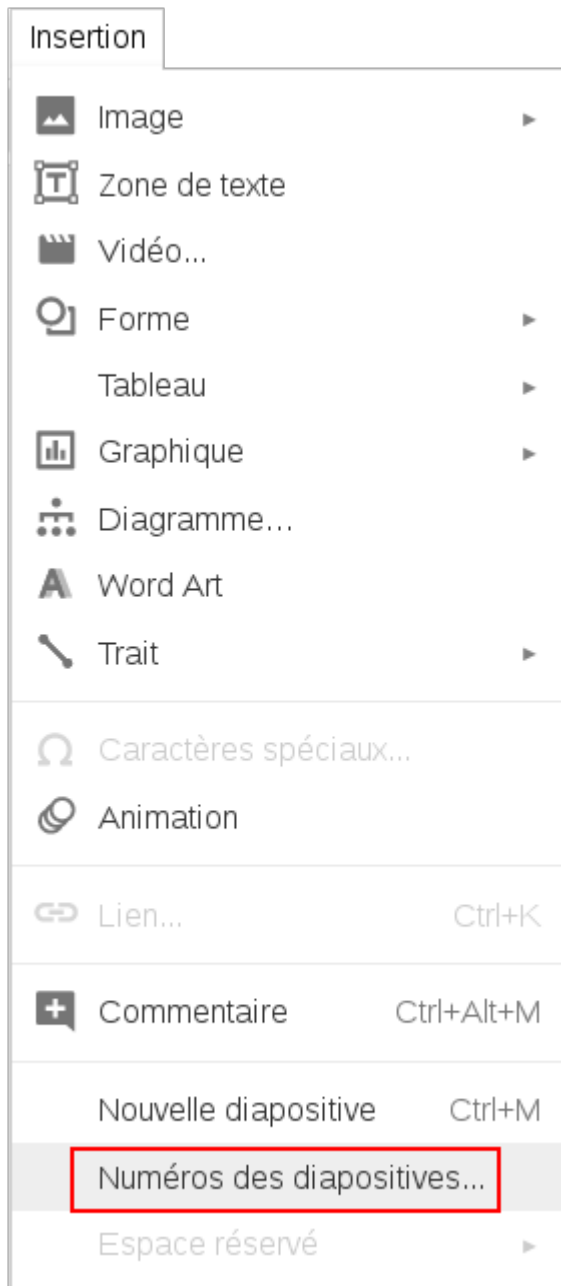 Insertion
Image
Zone de texte
Vidéo...
Forme
Tableau
Graphique
Diagramme...
Word Art
Trait
Caractères spéciaux...
Animation
Lien... Ctrl+K
Commentaire Ctrl+Alt+M
Nouvelle diapositive Ctrl+M
Numéros des diapositives...
Espace réservé